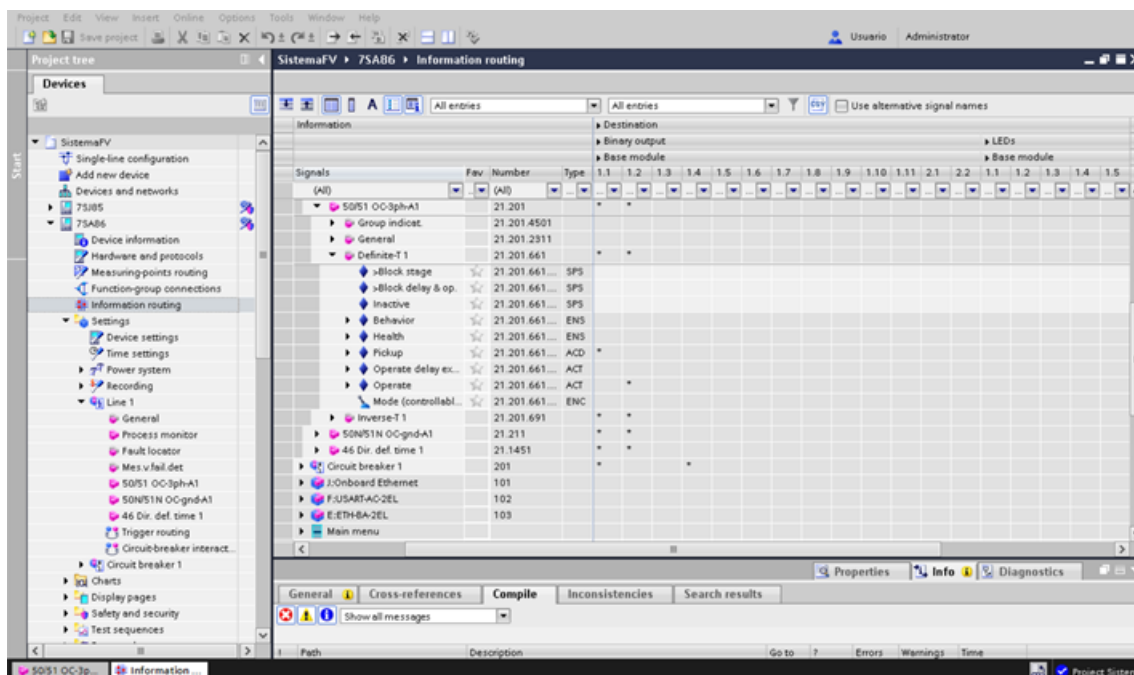 Project Edit View Insert Online Options Tools Window Help
Save project
Usuario Administrator
Start
Project tree
Devices
SistemaFV
Single-line configuration
Add new device
Devices and networks
7SJ85
7SA86
Device information
Hardware and protocols
Measuring-points routing
Function-group connections
Information routing
Settings
Device settings
Time settings
Power system
Recording
Line 1
General
Process monitor
Fault locator
Mes.v.fail.det
50/51 OC-3ph-A1
50N/51N OC-gnd-A1
46 Dir. def. time 1
Trigger routing
Circuit-breaker interact...
Circuit breaker 1
Charts
Display pages
Safety and security
Test sequences
SistemaFV 7SA86 Information routing
All entries All entries Use alternative signal names
Information Destination
Binary output LEDs
Base module Base module
Signals Fav Number Type 1.1 1.2 1.3 1.4 1.5 1.6 1.7 1.8 1.9 1.10 1.11 2.1 2.2 1.1 1.2 1.3 1.4 1.5
(All) (All)
50/51 OC-3ph-A1 21.201 * *
Group indicat. 21.201.4501
General 21.201.2311
Definite-T 1 21.201.661 * *
>Block stage 21.201.661.... SPS
>Block delay & op. 21.201.661.... SPS
Inactive 21.201.661.... SPS
Behavior 21.201.661.... ENS
Health 21.201.661.... ENS
Pickup 21.201.661.... ACD *
Operate delay ex... 21.201.661.... ACT
Operate 21.201.661.... ACT *
Mode (controllabl... 21.201.661.... ENC
Inverse-T 1 21.201.691 * *
50N/51N OC-gnd-A1 21.211 * *
46 Dir. def. time 1 21.1451 * *
Circuit breaker 1 201 * *
J:Onboard Ethernet 101
F:USART-AC-2EL 102
E:ETH-BA-2EL 103
Main menu
Properties Info Diagnostics
General Cross-references Compile Inconsistencies Search results
Show all messages
! Path Description Go to ? Errors Warnings Time
50/51 OC-3p... Information ... Project Sistem